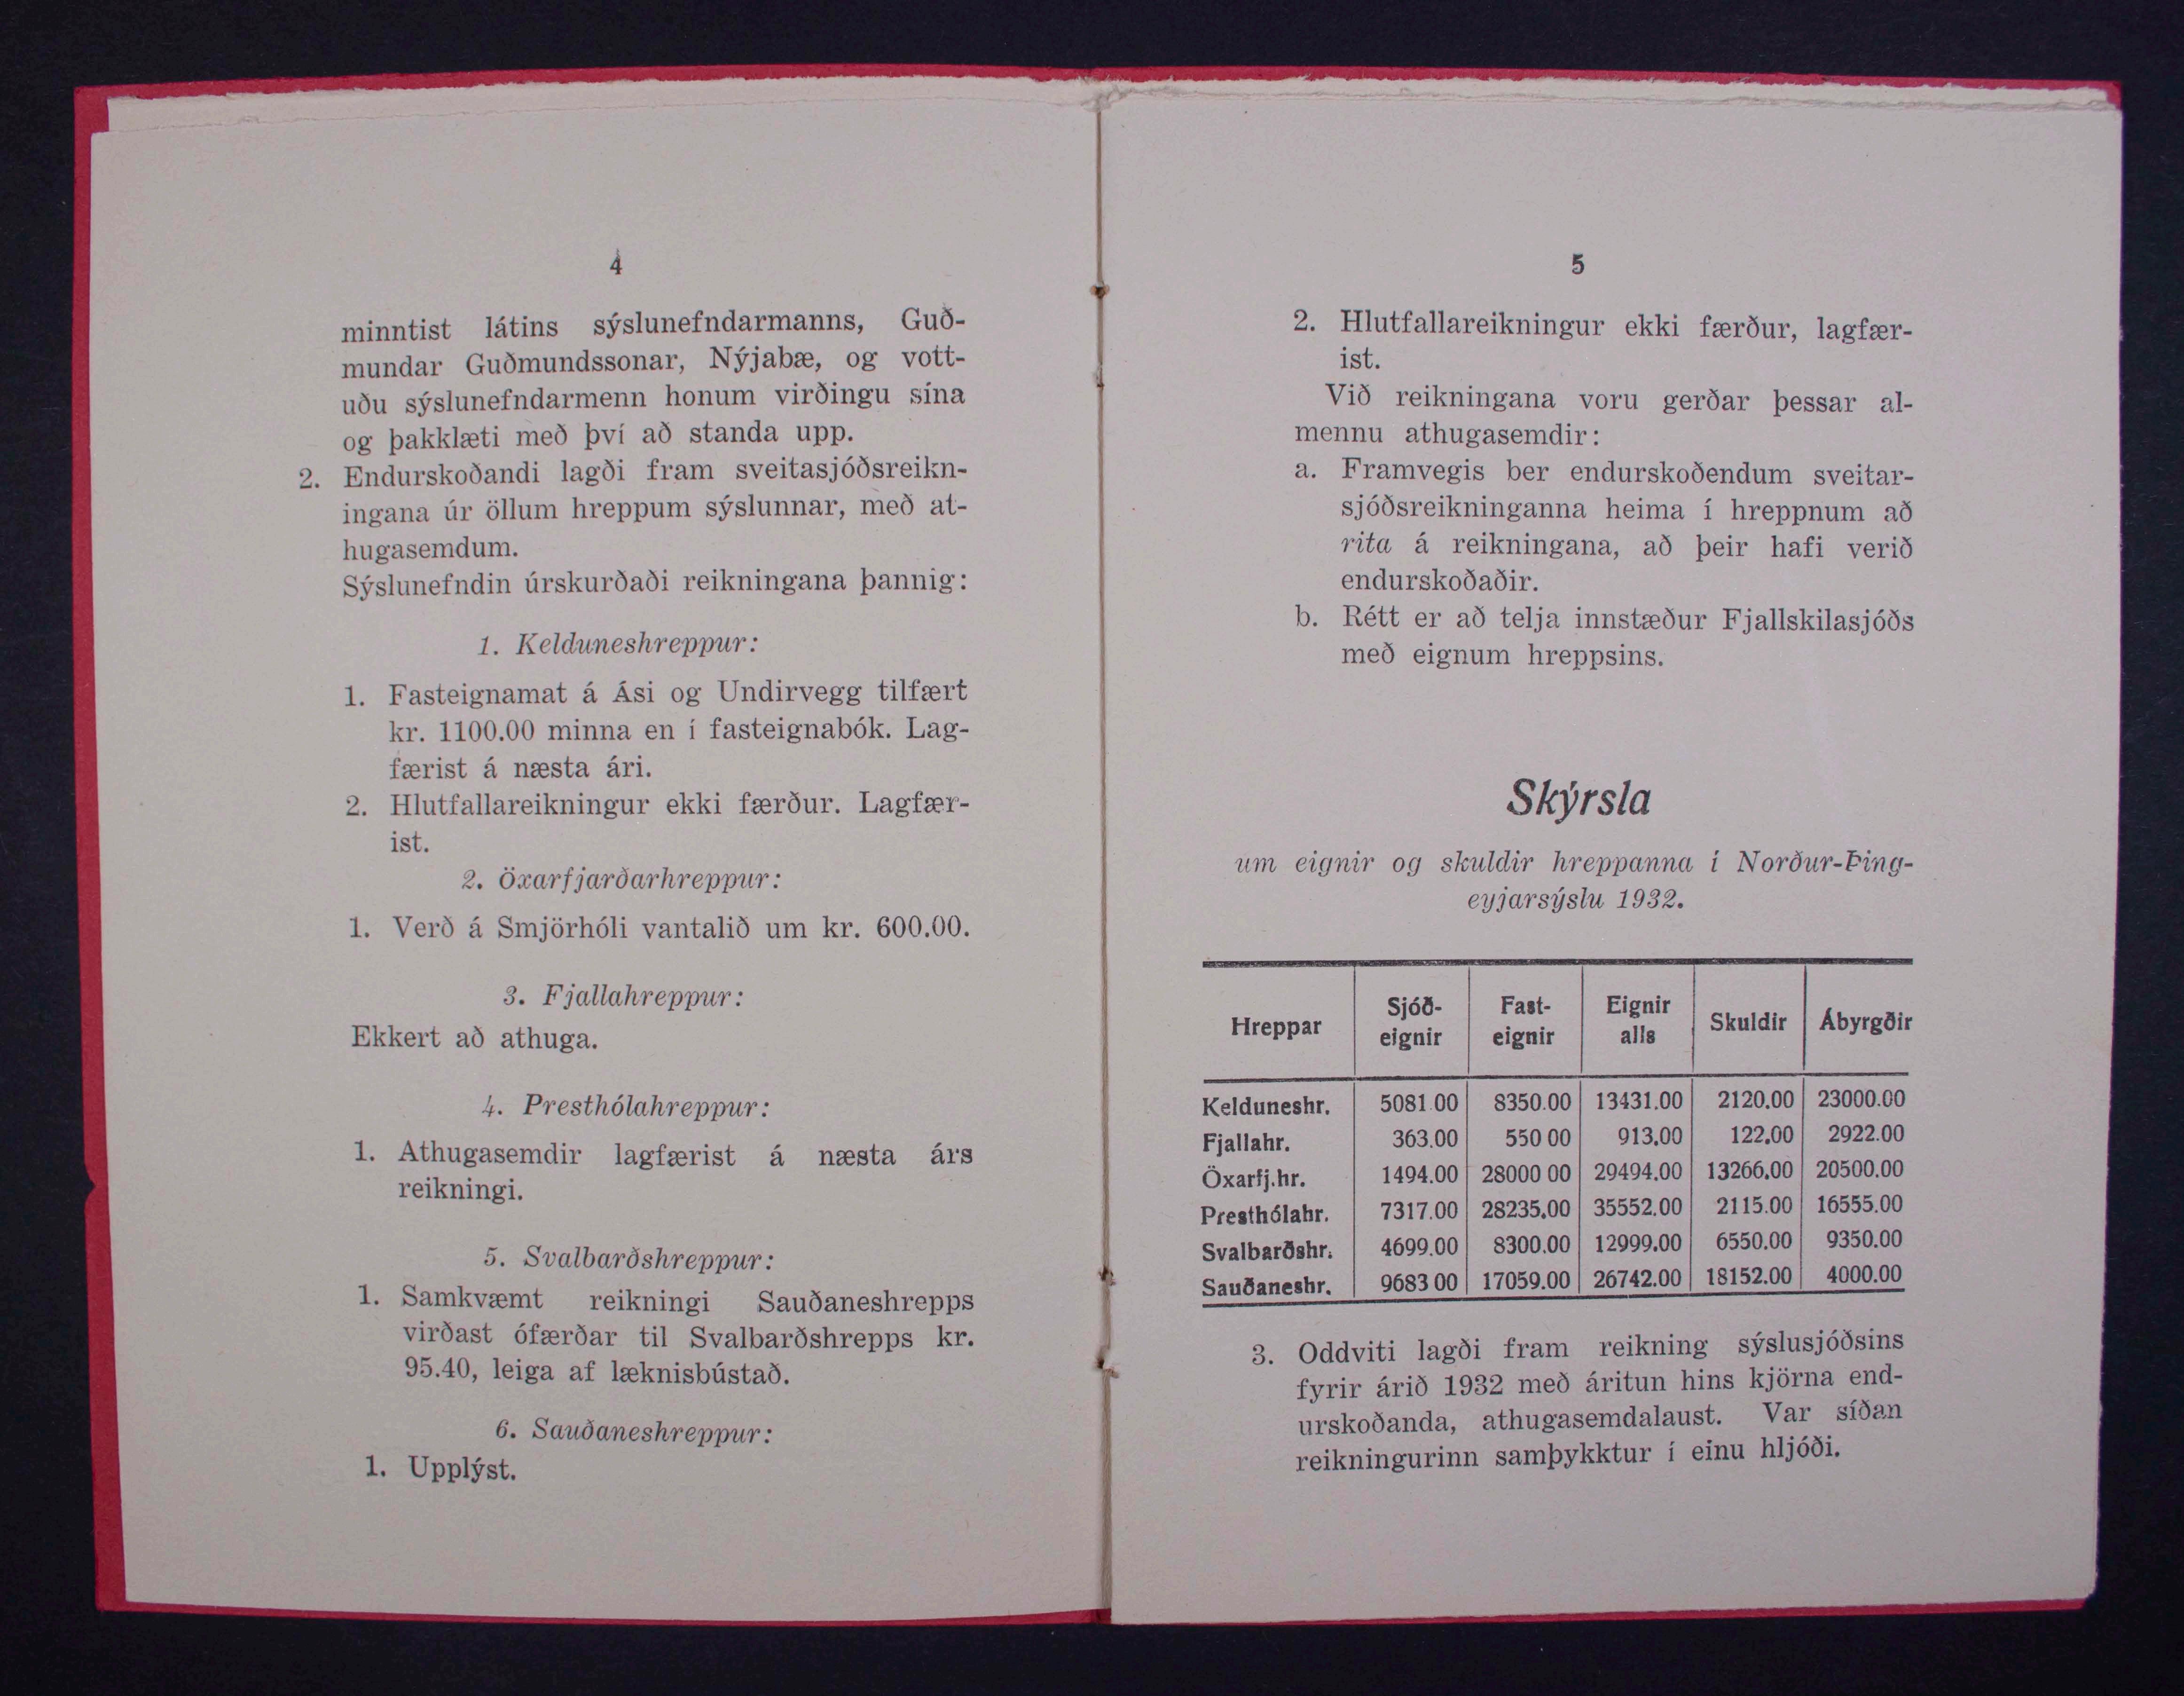 4
minntist látins sýslunefndarmanns, Guð-
mundar Guðmundssonar, Nýjabæ, og vott-
uðu sýslunefndarmenn honum virðingu sína
og þakklæti með því að standa upp.
2. Endurskoðandi lagði fram sveitasjóðsreikn-
ingana úr öllum hreppum sýslunnar, með at-
hugasemdum.
Sýslunefndin úrskurðaði reikningana þannig:
1. Kelduneshreppur:
1. Fasteignamat á Ási og Undirvegg tilfært
kr. 1100.00 minna en í fasteignabók. Lag-
færist á næsta ári.
2. Hlutfallareikningur ekki færður. Lagfær-
ist.
2. Öxarfjarðarhreppur:
1. Verð á Smjörhóli vantalið um kr. 600.00.
3. Fjallahreppur:
Ekkert að athuga.
4. Presthólahreppur:
1. Athugasemdir lagfærist á næsta árs
reikningi.
5. Svalbarðshreppur:
1. Samkvæmt reikningi Sauðaneshrepps
virðast ófærðar til Svalbarðshrepps kr.
95.40, leiga af læknisbústað.
6. Sauðaneshreppur:
1. Upplýst.
5
2. Hlutfallareikningur ekki færður, lagfær-
ist.
Við reikningana voru gerðar þessar al-
mennu athugasemdir:
a. Framvegis ber endurskoðendum sveitar-
sjóðsreikninganna heima í hreppnum að
rita á reikningana, að þeir hafi verið
endurskoðaðir.
b. Rétt er að telja innstæður Fjallskilasjóðs
með eignum hreppsins.
Skýrsla
um eignir og skuldir hreppanna í Norður-Þing-
eyjarsýslu 1932.
Hreppar Sjóð-eignir Fast-eignir Eignir alls Skuldir Ábyrgðir
Kelduneshr. 5081.00 8350.00 13431.00 2120.00 23000.00
Fjallahr. 363.00 550 00 913.00 122.00 2922.00
Öxarfj.hr. 1494.00 28000 00 29494.00 13266.00 20500.00
Presthólahr. 7317.00 28235.00 35552.00 2115.00 16555.00
Svalbarðshr. 4699.00 8300.00 12999.00 6550.00 9350.00
Sauðaneshr. 9683 00 17059.00 26742.00 18152.00 4000.00
3. Oddviti lagði fram reikning sýslusjóðsins
fyrir árið 1932 með áritun hins kjörna end-
urskoðanda, athugasemdalaust. Var síðan
reikningurinn samþykktur í einu hljóði.